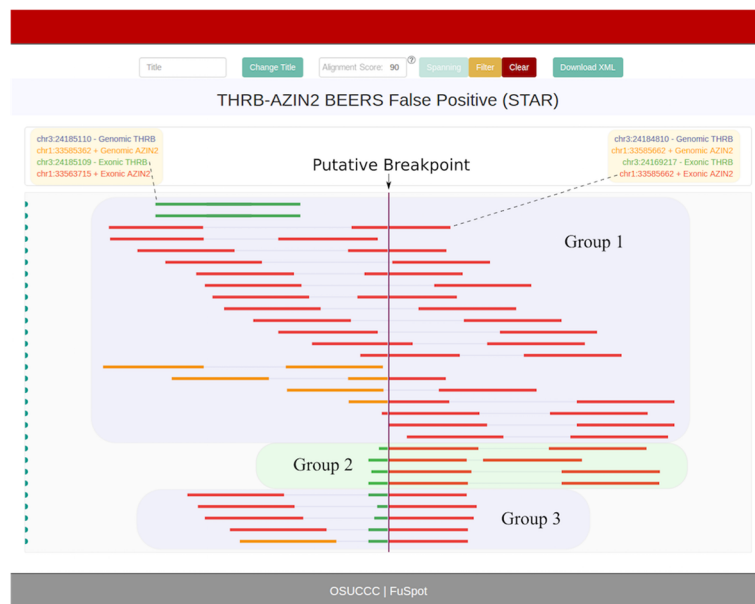 Title
Change Title
Alignment Score: 90
?
Spanning
Filter
Clear
Download XML
THRB-AZIN2 BEERS False Positive (STAR)
chr3:24185110 - Genomic THRB
chr1:33585362 + Genomic AZIN2
chr3:24185109 - Exonic THRB
chr1:33563715 + Exonic AZIN2
Putative Breakpoint
chr3:24184810 - Genomic THRB
chr1:33585662 + Genomic AZIN2
chr3:24169217 - Exonic THRB
chr1:33585662 + Exonic AZIN2
Group 1
Group 2
Group 3
OSUCCC | FuSpot